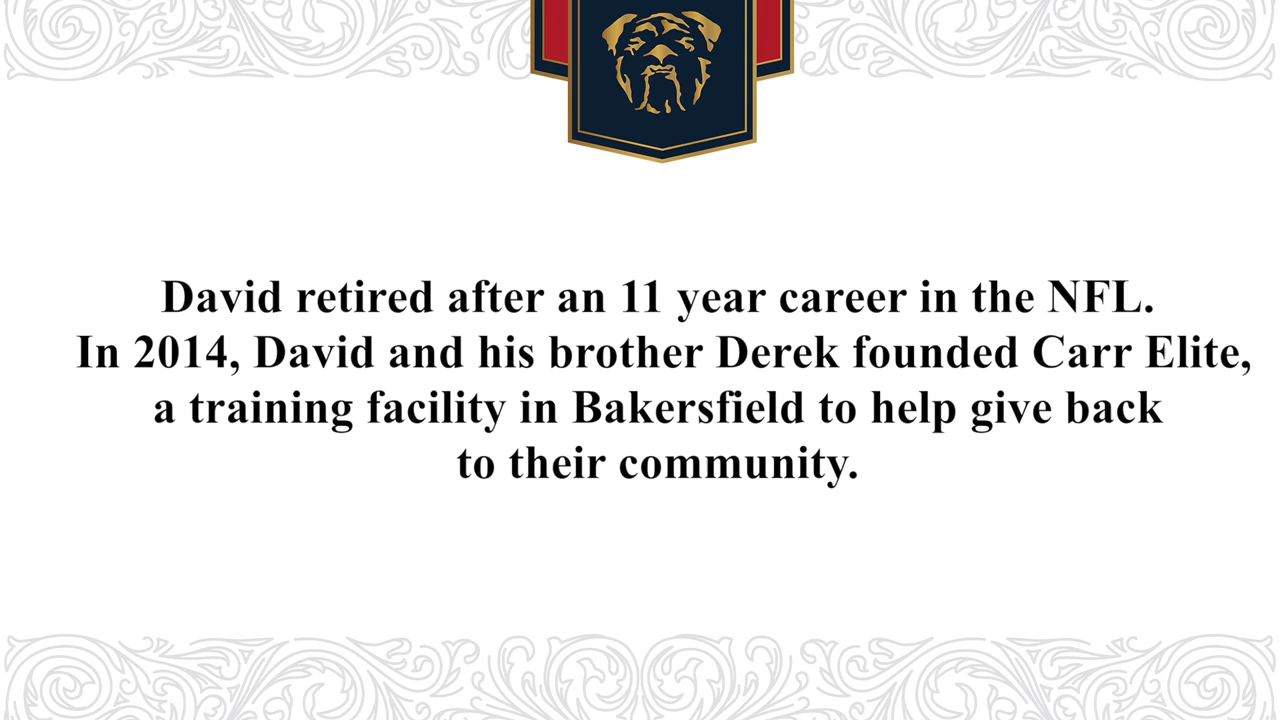 David retired after an 11 year career in the NFL.
In 2014, David and his brother Derek founded Carr Elite,
a training facility in Bakersfield to help give back
to their community.